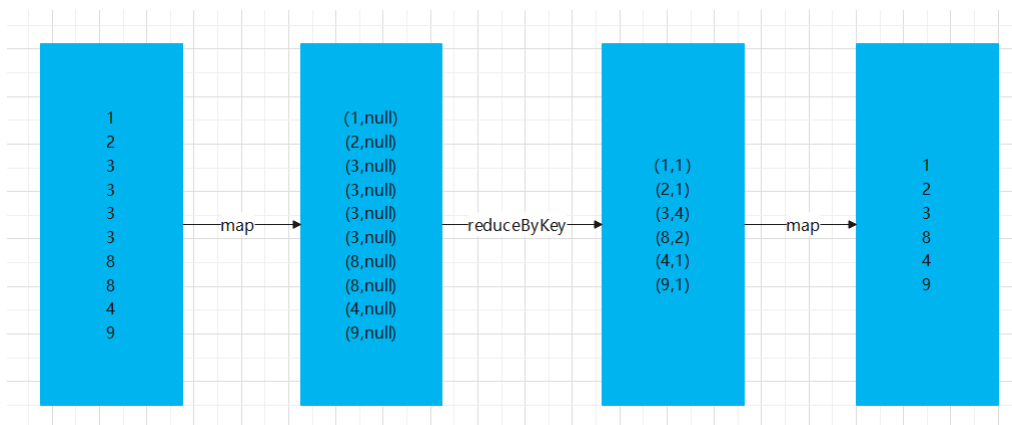 1
2
3
3
3
3
8
8
4
9
map
(1,null)
(2,null)
(3,null)
(3,null)
(3,null)
(3,null)
(8,null)
(8,null)
(4,null)
(9,null)
reduceByKey
(1,1)
(2,1)
(3,4)
(8,2)
(4,1)
(9,1)
map
1
2
3
8
4
9